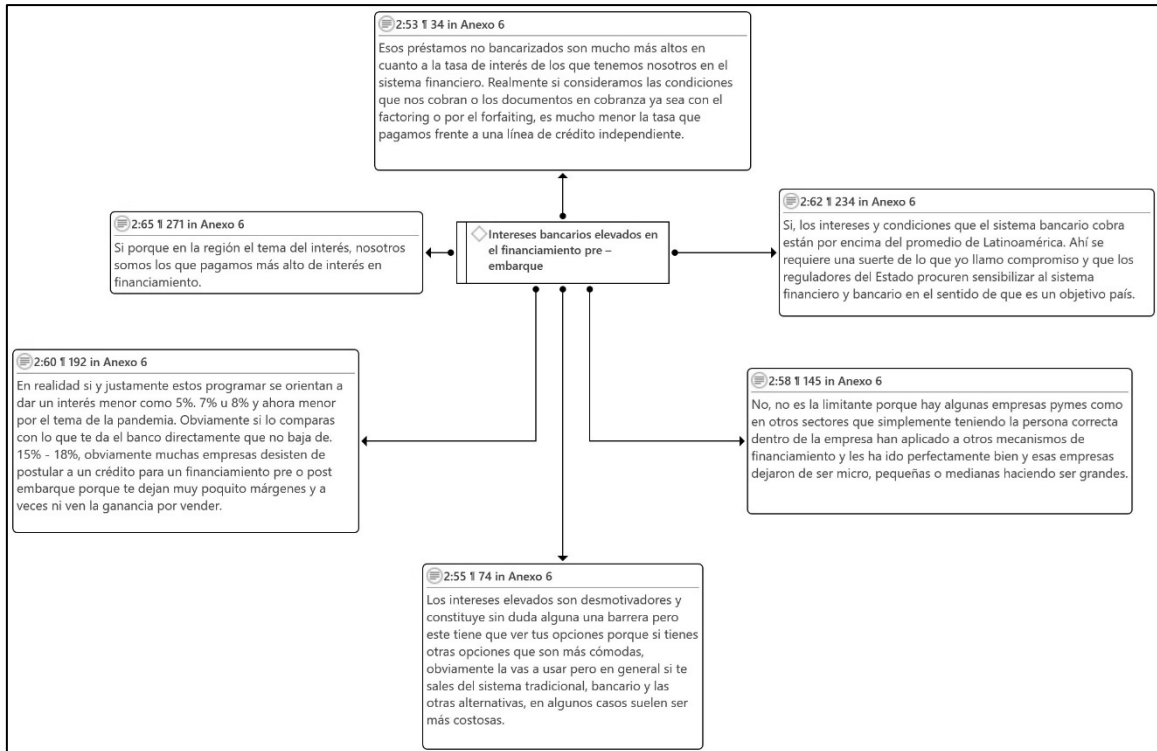 2:53 ¶ 34 in Anexo 6
Esos préstamos no bancarizados son mucho más altos en
cuanto a la tasa de interés de los que tenemos nosotros en el
sistema financiero. Realmente si consideramos las condiciones
que nos cobran o los documentos en cobranza ya sea con el
factoring o por el forfaiting, es mucho menor la tasa que
pagamos frente a una línea de crédito independiente.
2:65 ¶ 271 in Anexo 6
Si porque en la región el tema del interés, nosotros
somos los que pagamos más alto de interés en
financiamiento.
Intereses bancarios elevados en
el financiamiento pre –
embarque
2:62 ¶ 234 in Anexo 6
Si, los intereses y condiciones que el sistema bancario cobra
están por encima del promedio de Latinoamérica. Ahí se
requiere una suerte de lo que yo llamo compromiso y que los
reguladores del Estado procuren sensibilizar al sistema
financiero y bancario en el sentido de que es un objetivo país.
2:60 ¶ 192 in Anexo 6
En realidad si y justamente estos programar se orientan a
dar un interés menor como 5%. 7% u 8% y ahora menor
por el tema de la pandemia. Obviamente si lo comparas
con lo que te da el banco directamente que no baja de.
15% - 18%, obviamente muchas empresas desisten de
postular a un crédito para un financiamiento pre o post
embarque porque te dejan muy poquito márgenes y a
veces ni ven la ganancia por vender.
2:58 ¶ 145 in Anexo 6
No, no es la limitante porque hay algunas empresas pymes como
en otros sectores que simplemente teniendo la persona correcta
dentro de la empresa han aplicado a otros mecanismos de
financiamiento y les ha ido perfectamente bien y esas empresas
dejaron de ser micro, pequeñas o medianas haciendo ser grandes.
2:55 ¶ 74 in Anexo 6
Los intereses elevados son desmotivadores y
constituye sin duda alguna una barrera pero
este tiene que ver tus opciones porque si tienes
otras opciones que son más cómodas,
obviamente la vas a usar pero en general si te
sales del sistema tradicional, bancario y las
otras alternativas, en algunos casos suelen ser
más costosas.